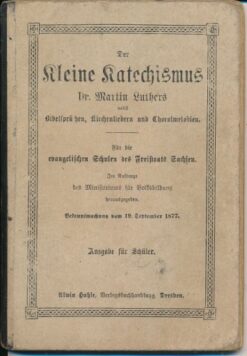 Der
Kleine Katechismus
Dr. Martin Luthers
nebst
Bibelsprüchen, Kirchenliedern und Choralmelodien.
Für die
evangelischen Schulen des Freistaats Sachsen.
Im Auftrage
des Ministeriums für Volksbildung
herausgegeben.
Bekanntmachung vom 19. September 1877.
Ausgabe für Schüler.
Alwin Huhle, Verlagsbuchhandlung Dresden.